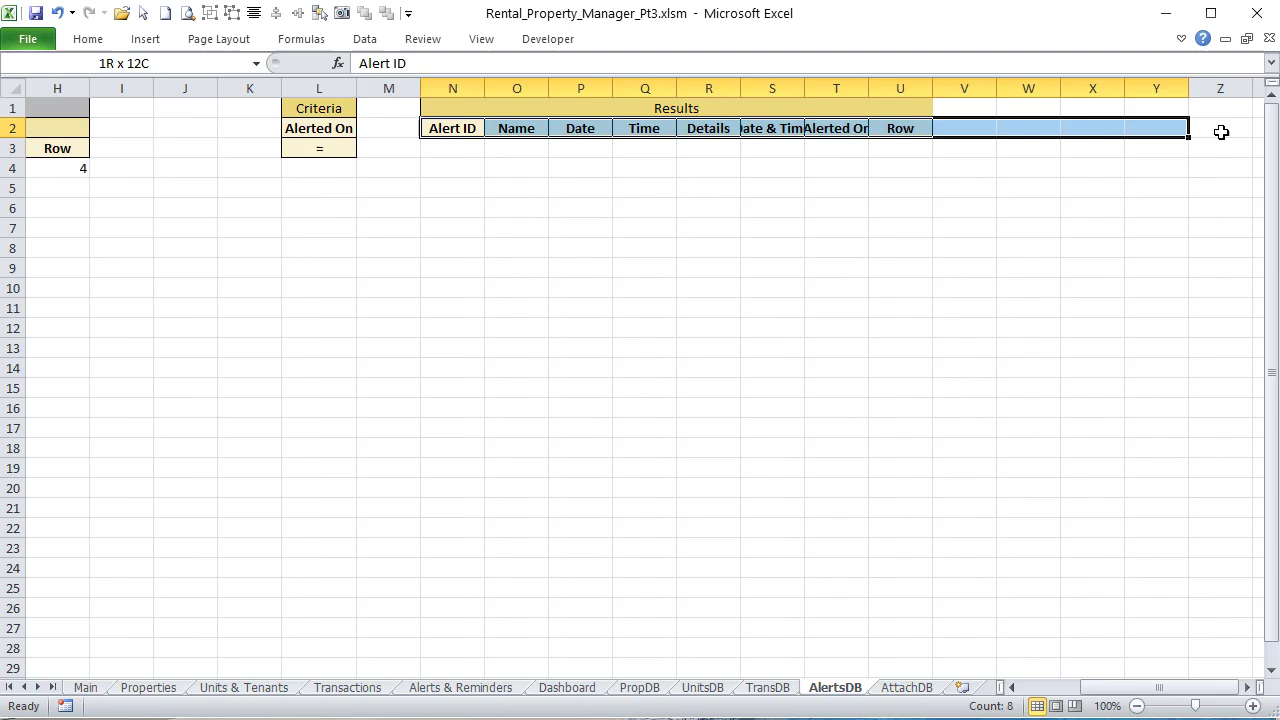 Rental_Property_Manager_Pt3.xlsm - Microsoft Excel
File Home Insert Page Layout Formulas Data Review View Developer
1R x 12C fx Alert ID
H I J K L M N O P Q R S T U V W X Y Z
1 Criteria Results
2 Alerted On Alert ID Name Date Time Details Date & Tim Alerted On Row
3 Row =
4 4
5
6
7
8
9
10
11
12
13
14
15
16
17
18
19
20
21
22
23
24
25
26
27
28
29
Main Properties Units & Tenants Transactions Alerts & Reminders Dashboard PropDB UnitsDB TransDB AlertsDB AttachDB
Ready Count: 8 100%